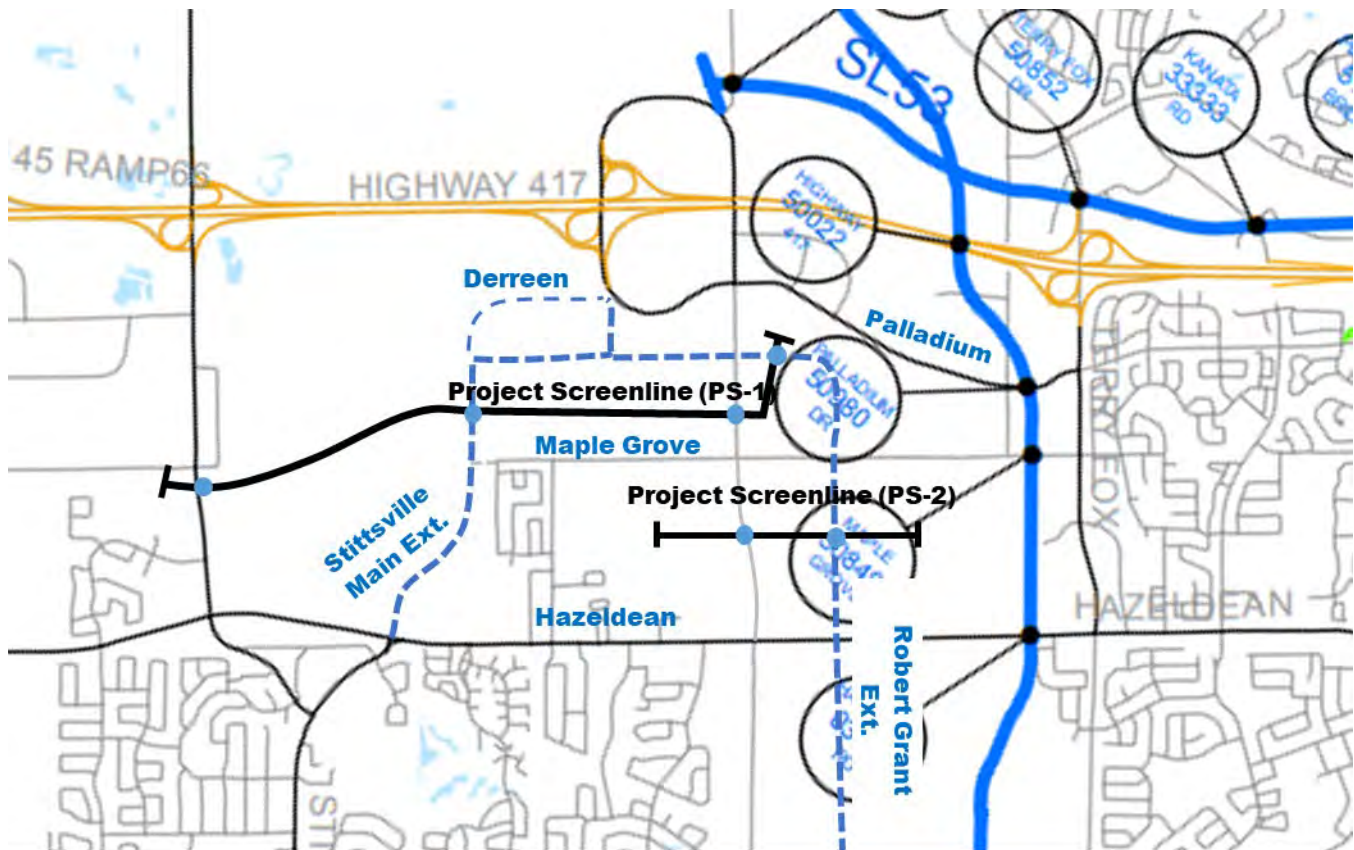 SL53
TERRY FOX
50852
DR
KANATA
33333
RD
45 RAMP66
HIGHWAY 417
HIGHWAY
50022
417
Derreen
Palladium
PALLADIUM
50980
DR
Project Screenline (PS-1)
Maple Grove
TERRY FOX
Project Screenline (PS-2)
Stittsville
Main Ext.
MAPLE
Hazeldean
HAZELDEAN
Robert Grant
Ext.